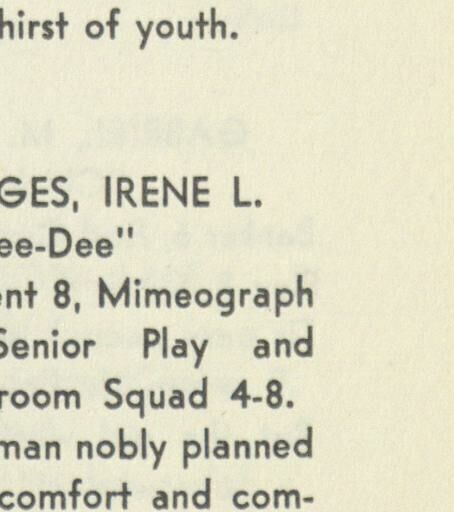 hirst of youth.
GES, IRENE L.
ee-Dee"
ent 8, Mimeograph
Senior Play and
room Squad 4-8.
man nobly planned
comfort and com-